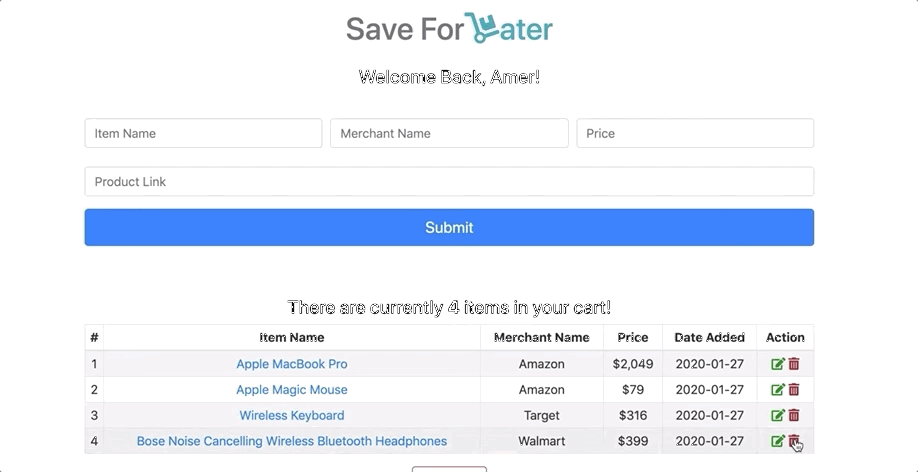 Save For Later
Welcome Back, Amer!
Item Name Merchant Name Price
Product Link
Submit
There are currently 4 items in your cart!
# Item Name Merchant Name Price Date Added Action
1 Apple MacBook Pro Amazon $2,049 2020-01-27
2 Apple Magic Mouse Amazon $79 2020-01-27
3 Wireless Keyboard Target $316 2020-01-27
4 Bose Noise Cancelling Wireless Bluetooth Headphones Walmart $399 2020-01-27